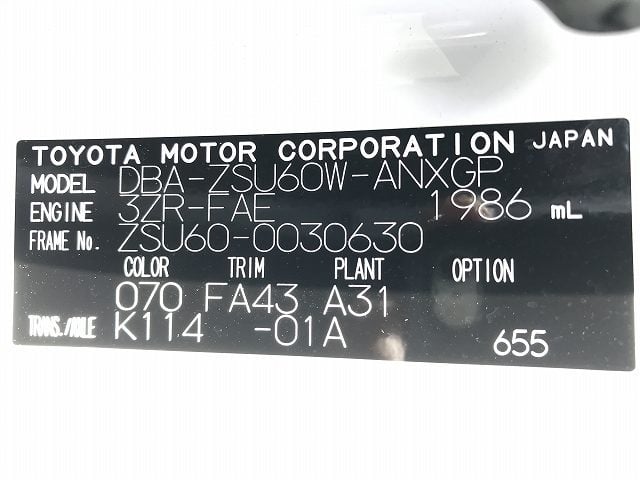 TOYOTA MOTOR CORPORATION JAPAN
MODEL DBA-ZSU60W-ANXGP
ENGINE 3ZR-FAE 1986 mL
FRAME No. ZSU60-0030630
COLOR TRIM PLANT OPTION
070 FA43 A31
TRANS./AXLE K114 -01A 655